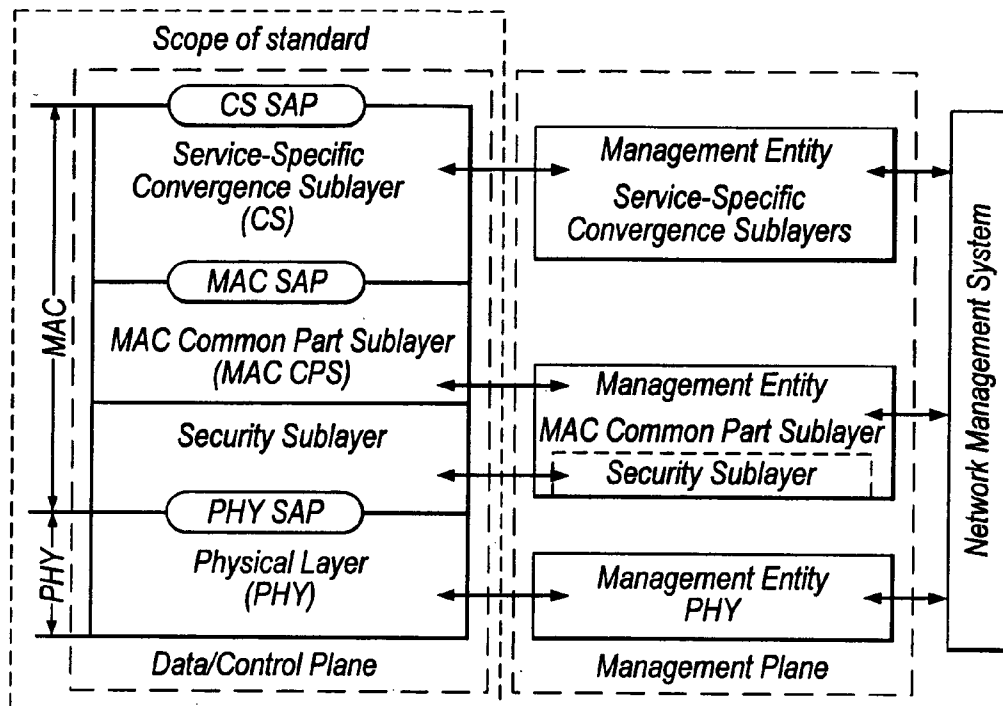 Scope of standard
CS SAP
Service-Specific
Convergence Sublayer
(CS)
MAC SAP
MAC Common Part Sublayer
(MAC CPS)
Security Sublayer
PHY SAP
Physical Layer
(PHY)
Data/Control Plane
MAC
PHY
Management Entity
Service-Specific
Convergence Sublayers
Management Entity
MAC Common Part Sublayer
Security Sublayer
Management Entity
PHY
Management Plane
Network Management System